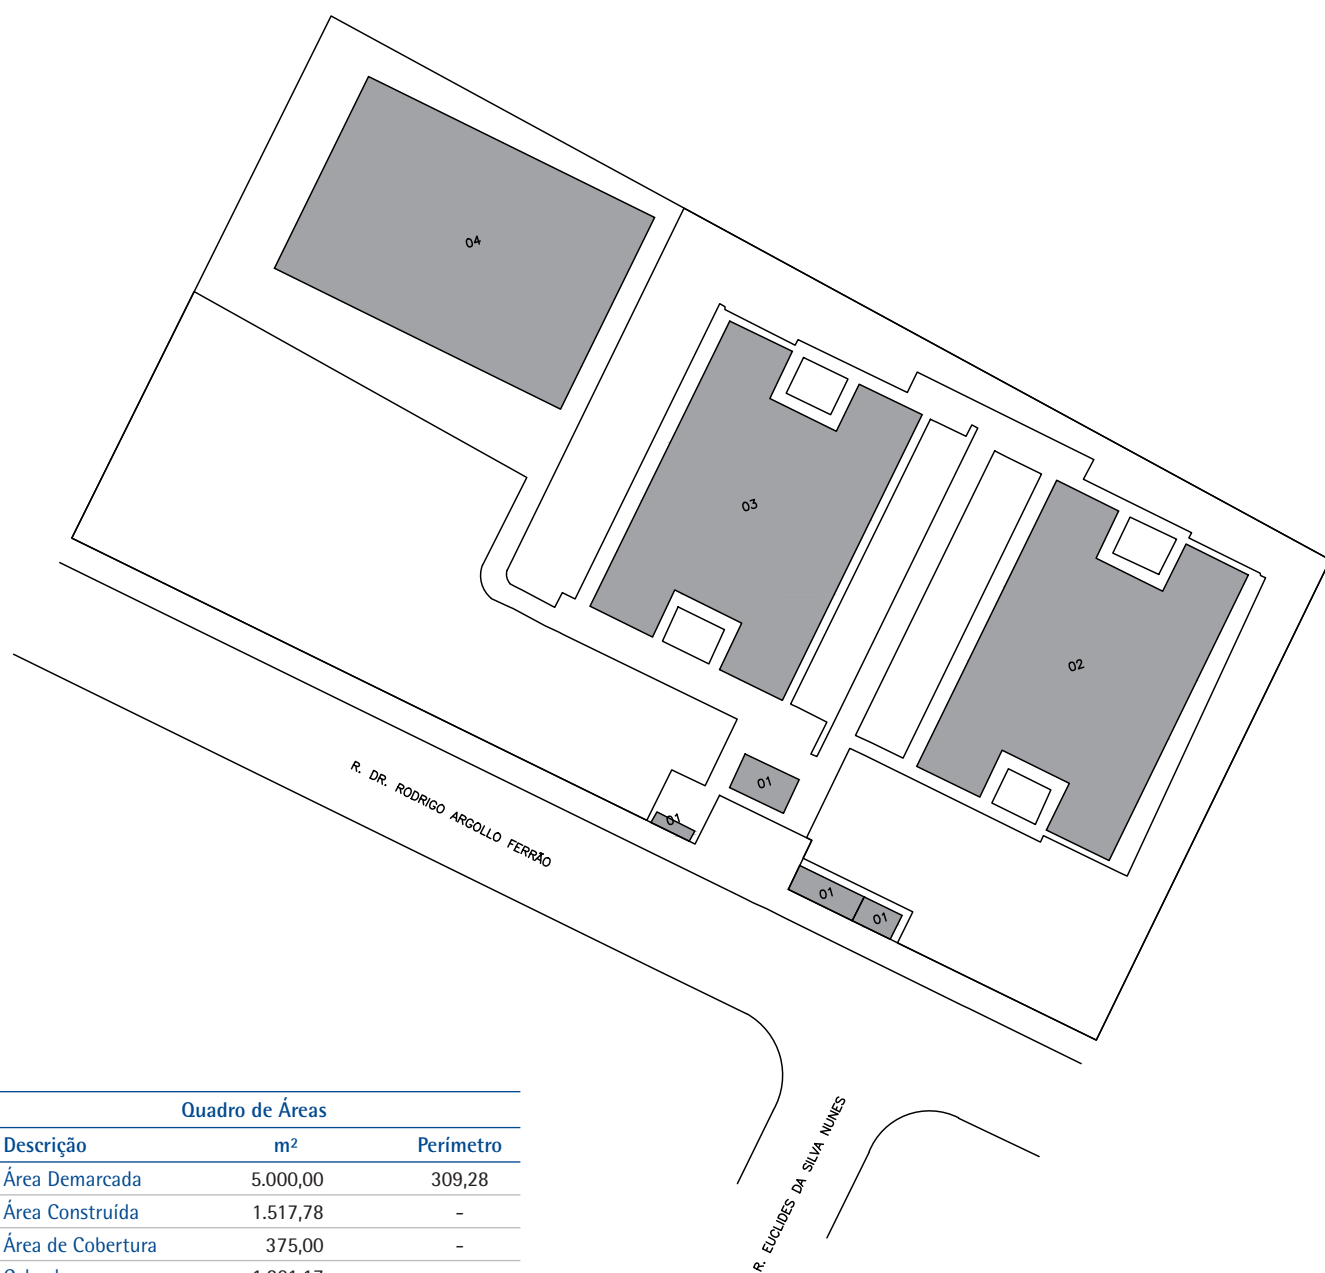 04
03
02
01
01
01
01
R. DR. RODRIGO ARGOLLO FERRÃO
R. EUCLIDES DA SILVA NUNES
Quadro de Áreas
Descrição m² Perímetro
Área Demarcada 5.000,00 309,28
Área Construída 1.517,78 -
Área de Cobertura 375,00 -